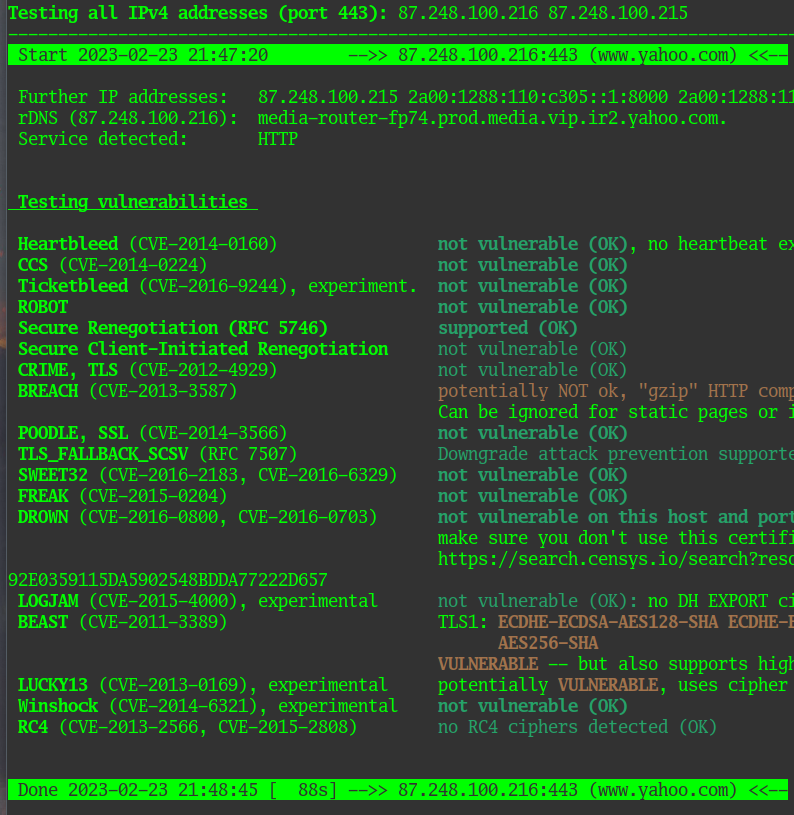 Testing all IPv4 addresses (port 443): 87.248.100.216 87.248.100.215
--------------------------------------------------------------------------------
Start 2023-02-23 21:47:20        -->> 87.248.100.216:443 (www.yahoo.com) <<--
Further IP addresses:   87.248.100.215 2a00:1288:110:c305::1:8000 2a00:1288:11
rDNS (87.248.100.216):  media-router-fp74.prod.media.vip.ir2.yahoo.com.
Service detected:       HTTP
Testing vulnerabilities
Heartbleed (CVE-2014-0160)                not vulnerable (OK), no heartbeat ex
CCS (CVE-2014-0224)                       not vulnerable (OK)
Ticketbleed (CVE-2016-9244), experiment.  not vulnerable (OK)
ROBOT                                     not vulnerable (OK)
Secure Renegotiation (RFC 5746)           supported (OK)
Secure Client-Initiated Renegotiation     not vulnerable (OK)
CRIME, TLS (CVE-2012-4929)                not vulnerable (OK)
BREACH (CVE-2013-3587)                    potentially NOT ok, "gzip" HTTP comp
Can be ignored for static pages or i
POODLE, SSL (CVE-2014-3566)               not vulnerable (OK)
TLS_FALLBACK_SCSV (RFC 7507)              Downgrade attack prevention supporte
SWEET32 (CVE-2016-2183, CVE-2016-6329)    not vulnerable (OK)
FREAK (CVE-2015-0204)                     not vulnerable (OK)
DROWN (CVE-2016-0800, CVE-2016-0703)      not vulnerable on this host and port
make sure you don't use this certifi
https://search.censys.io/search?reso
92E0359115DA5902548BDDA77222D657
LOGJAM (CVE-2015-4000), experimental      not vulnerable (OK): no DH EXPORT ci
BEAST (CVE-2011-3389)                     TLS1: ECDHE-ECDSA-AES128-SHA ECDHE-E
AES256-SHA
VULNERABLE -- but also supports high
LUCKY13 (CVE-2013-0169), experimental     potentially VULNERABLE, uses cipher
Winshock (CVE-2014-6321), experimental    not vulnerable (OK)
RC4 (CVE-2013-2566, CVE-2015-2808)        no RC4 ciphers detected (OK)
Done 2023-02-23 21:48:45 [  88s] -->> 87.248.100.216:443 (www.yahoo.com) <<--